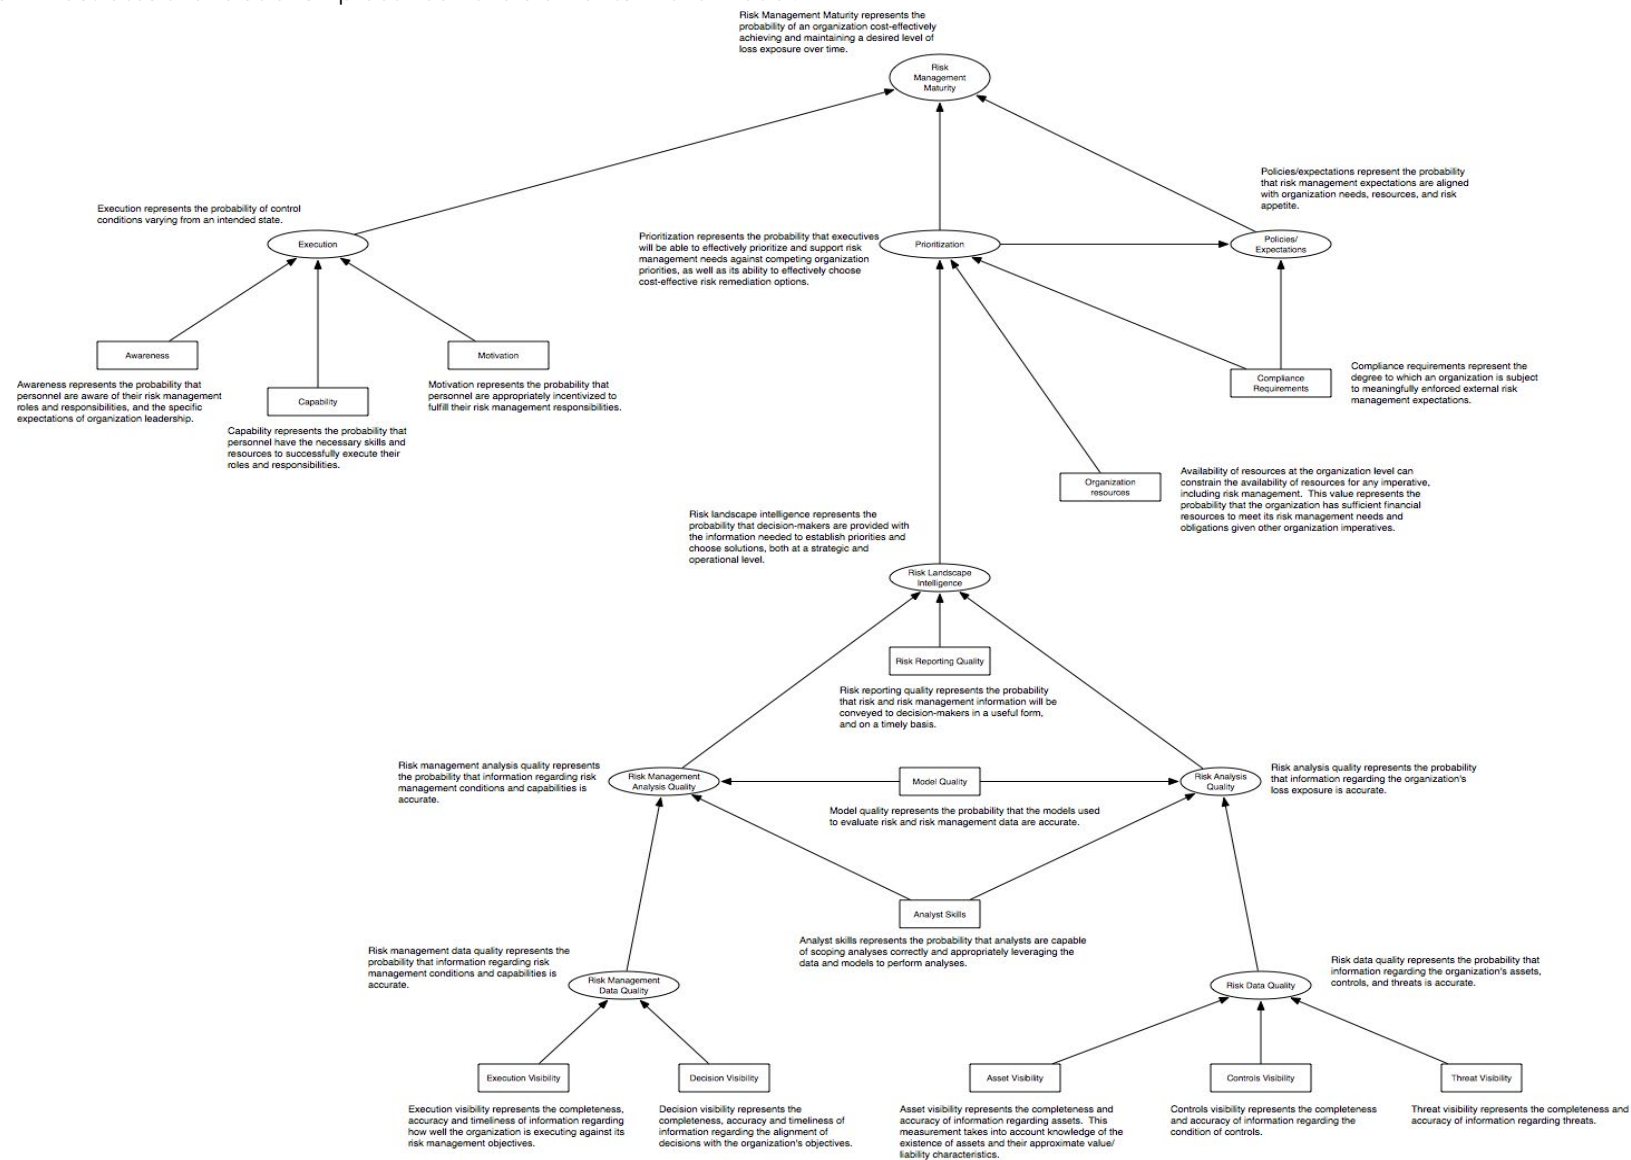 Risk Management Maturity represents the
probability of an organization cost-effectively
achieving and maintaining a desired level of
loss exposure over time.
Risk
Management
Maturity
Policies/expectations represent the probability
that risk management expectations are aligned
with organization needs, resources, and risk
appetite.
Execution represents the probability of control
conditions varying from an intended state.
Execution
Prioritization represents the probability that executives
will be able to effectively prioritize and support risk
management needs against competing organization
priorities, as well as its ability to effectively choose
cost-effective risk remediation options.
Prioritization
Policies/
Expectations
Awareness
Awareness represents the probability that
personnel are aware of their risk management
roles and responsibilities, and the specific
expectations of organization leadership.
Capability
Capability represents the probability that
personnel have the necessary skills and
resources to successfully execute their
roles and responsibilities.
Motivation
Motivation represents the probability that
personnel are appropriately incentivized to
fulfill their risk management responsibilities.
Compliance
Requirements
Compliance requirements represent the
degree to which an organization is subject
to meaningfully enforced external risk
management expectations.
Organization
resources
Availability of resources at the organization level can
constrain the availability of resources for any imperative,
including risk management.  This value represents the
probability that the organization has sufficient financial
resources to meet its risk management needs and
obligations given other organization imperatives.
Risk landscape intelligence represents the
probability that decision-makers are provided with
the information needed to establish priorities and
choose solutions, both at a strategic and
operational level.
Risk Landscape
Intelligence
Risk Reporting Quality
Risk reporting quality represents the probability
that risk and risk management information will be
conveyed to decision-makers in a useful form,
and on a timely basis.
Risk management analysis quality represents
the probability that information regarding risk
management conditions and capabilities is
accurate.
Risk Management
Analysis Quality
Model Quality
Model quality represents the probability that the models used
to evaluate risk and risk management data are accurate.
Risk Analysis
Quality
Risk analysis quality represents the probability
that information regarding the organization's
loss exposure is accurate.
Analyst Skills
Analyst skills represents the probability that analysts are capable
of scoping analyses correctly and appropriately leveraging the
data and models to perform analyses.
Risk management data quality represents the
probability that information regarding risk
management conditions and capabilities is
accurate.
Risk Management
Data Quality
Risk Data Quality
Risk data quality represents the probability that
information regarding the organization's assets,
controls, and threats is accurate.
Execution Visibility
Execution visibility represents the completeness,
accuracy and timeliness of information regarding
how well the organization is executing against its
risk management objectives.
Decision Visibility
Decision visibility represents the
completeness, accuracy and timeliness of
information regarding the alignment of
decisions with the organization's objectives.
Asset Visibility
Asset visibility represents the completeness and
accuracy of information regarding assets.  This
measurement takes into account knowledge of the
existence of assets and their approximate value/
liability characteristics.
Controls Visibility
Controls visibility represents the completeness
and accuracy of information regarding the
condition of controls.
Threat Visibility
Threat visibility represents the completeness and
accuracy of information regarding threats.